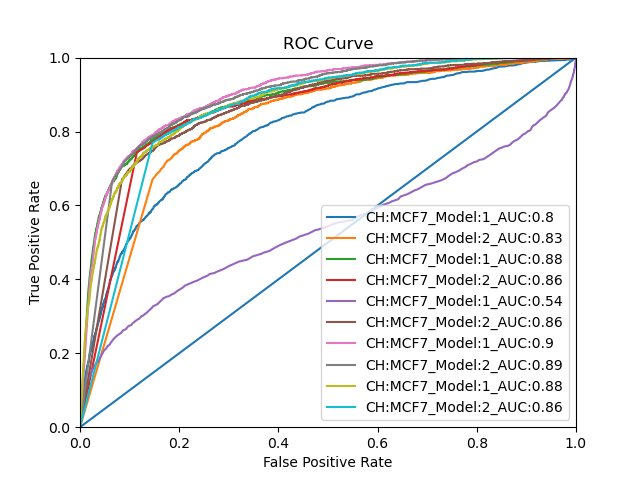 ROC Curve
1.0
0.8
0.6
0.4
0.2
0.0
True Positive Rate
CH:MCF7_Model:1_AUC:0.8
CH:MCF7_Model:2_AUC:0.83
CH:MCF7_Model:1_AUC:0.88
CH:MCF7_Model:2_AUC:0.86
CH:MCF7_Model:1_AUC:0.54
CH:MCF7_Model:2_AUC:0.86
CH:MCF7_Model:1_AUC:0.9
CH:MCF7_Model:2_AUC:0.89
CH:MCF7_Model:1_AUC:0.88
CH:MCF7_Model:2_AUC:0.86
0.0 0.2 0.4 0.6 0.8 1.0
False Positive Rate